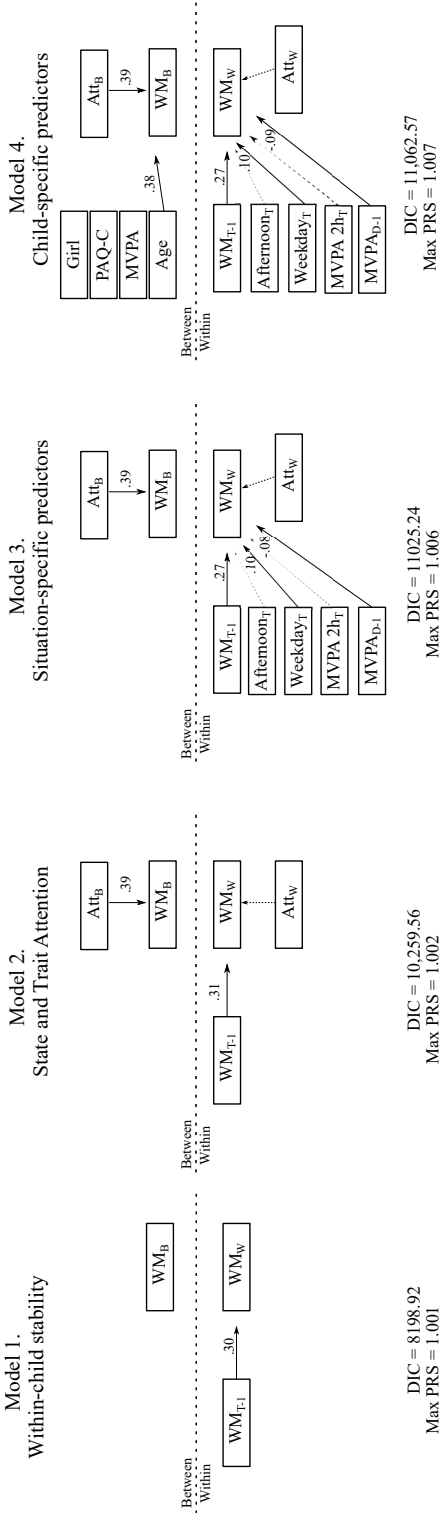 Model 1.
Within-child stability
WM_B
Between
Within
WM_T-1
.30
WM_W
DIC = 8198.92
Max PRS = 1.001
Model 2.
State and Trait Attention
Att_B
.39
WM_B
Between
Within
WM_T-1
.31
WM_W
Att_W
DIC = 10,259.56
Max PRS = 1.002
Model 3.
Situation-specific predictors
Att_B
.39
WM_B
Between
Within
WM_T-1
.27
WM_W
Afternoon_T
.10
Weekday_T
-.08
MVPA 2h_T
Att_W
MVPA_D-1
DIC = 11025.24
Max PRS = 1.006
Model 4.
Child-specific predictors
Girl
Att_B
PAQ-C
.39
MVPA
WM_B
Age
.38
Between
Within
WM_T-1
.27
WM_W
Afternoon_T
.10
Weekday_T
-.09
MVPA 2h_T
Att_W
MVPA_D-1
DIC = 11,062.57
Max PRS = 1.007